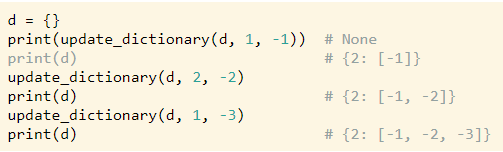 d = {}
print(update_dictionary(d, 1, -1))  # None
print(d)                            # {2: [-1]}
update_dictionary(d, 2, -2)
print(d)                            # {2: [-1, -2]}
update_dictionary(d, 1, -3)
print(d)                            # {2: [-1, -2, -3]}